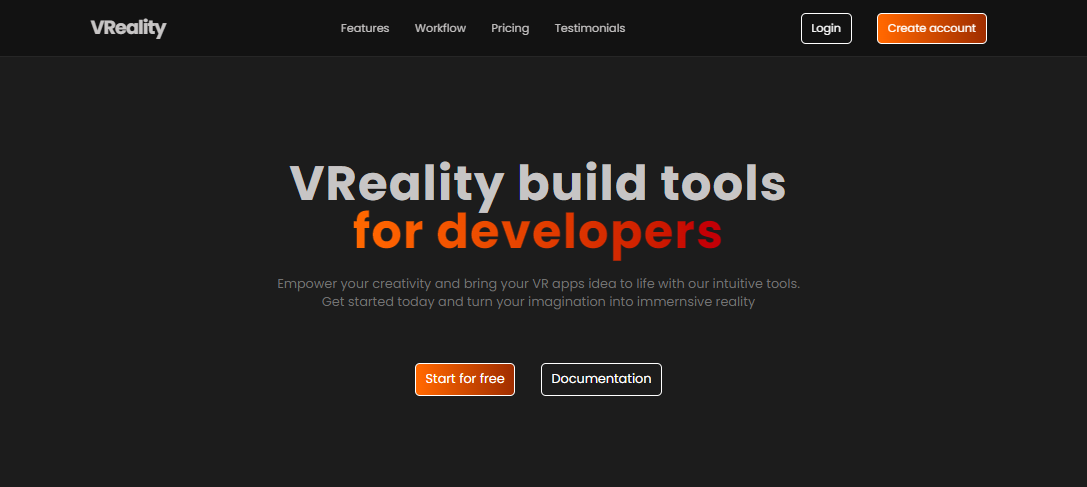 VReality
Features Workflow Pricing Testimonials
Login Create account
VReality build tools
for developers
Empower your creativity and bring your VR apps idea to life with our intuitive tools.
Get started today and turn your imagination into immernsive reality
Start for free Documentation